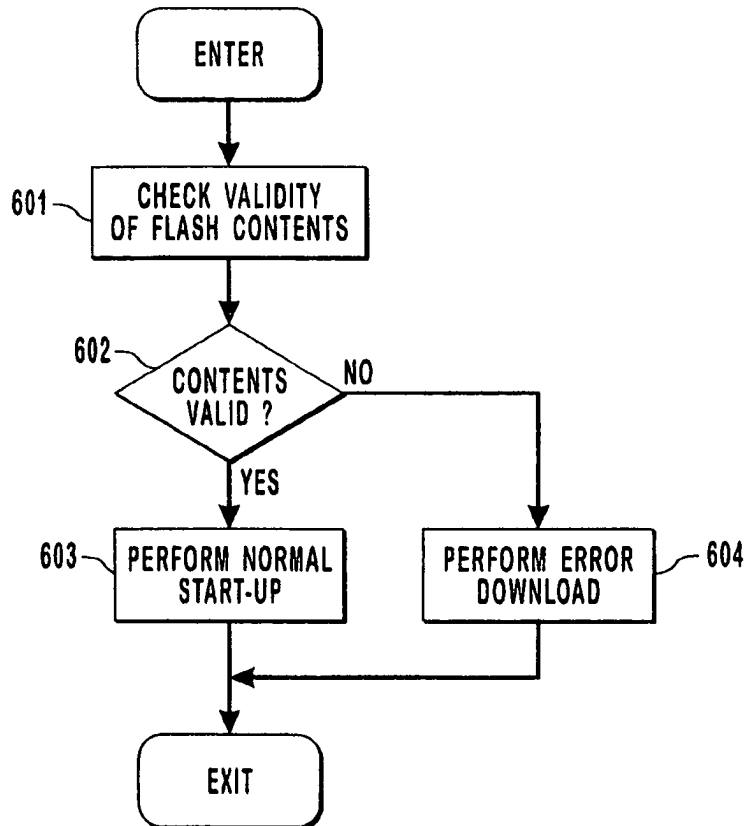 ENTER
601
CHECK VALIDITY
OF FLASH CONTENTS
602
CONTENTS
VALID ?
NO
YES
603
PERFORM NORMAL
START-UP
PERFORM ERROR
DOWNLOAD
604
EXIT